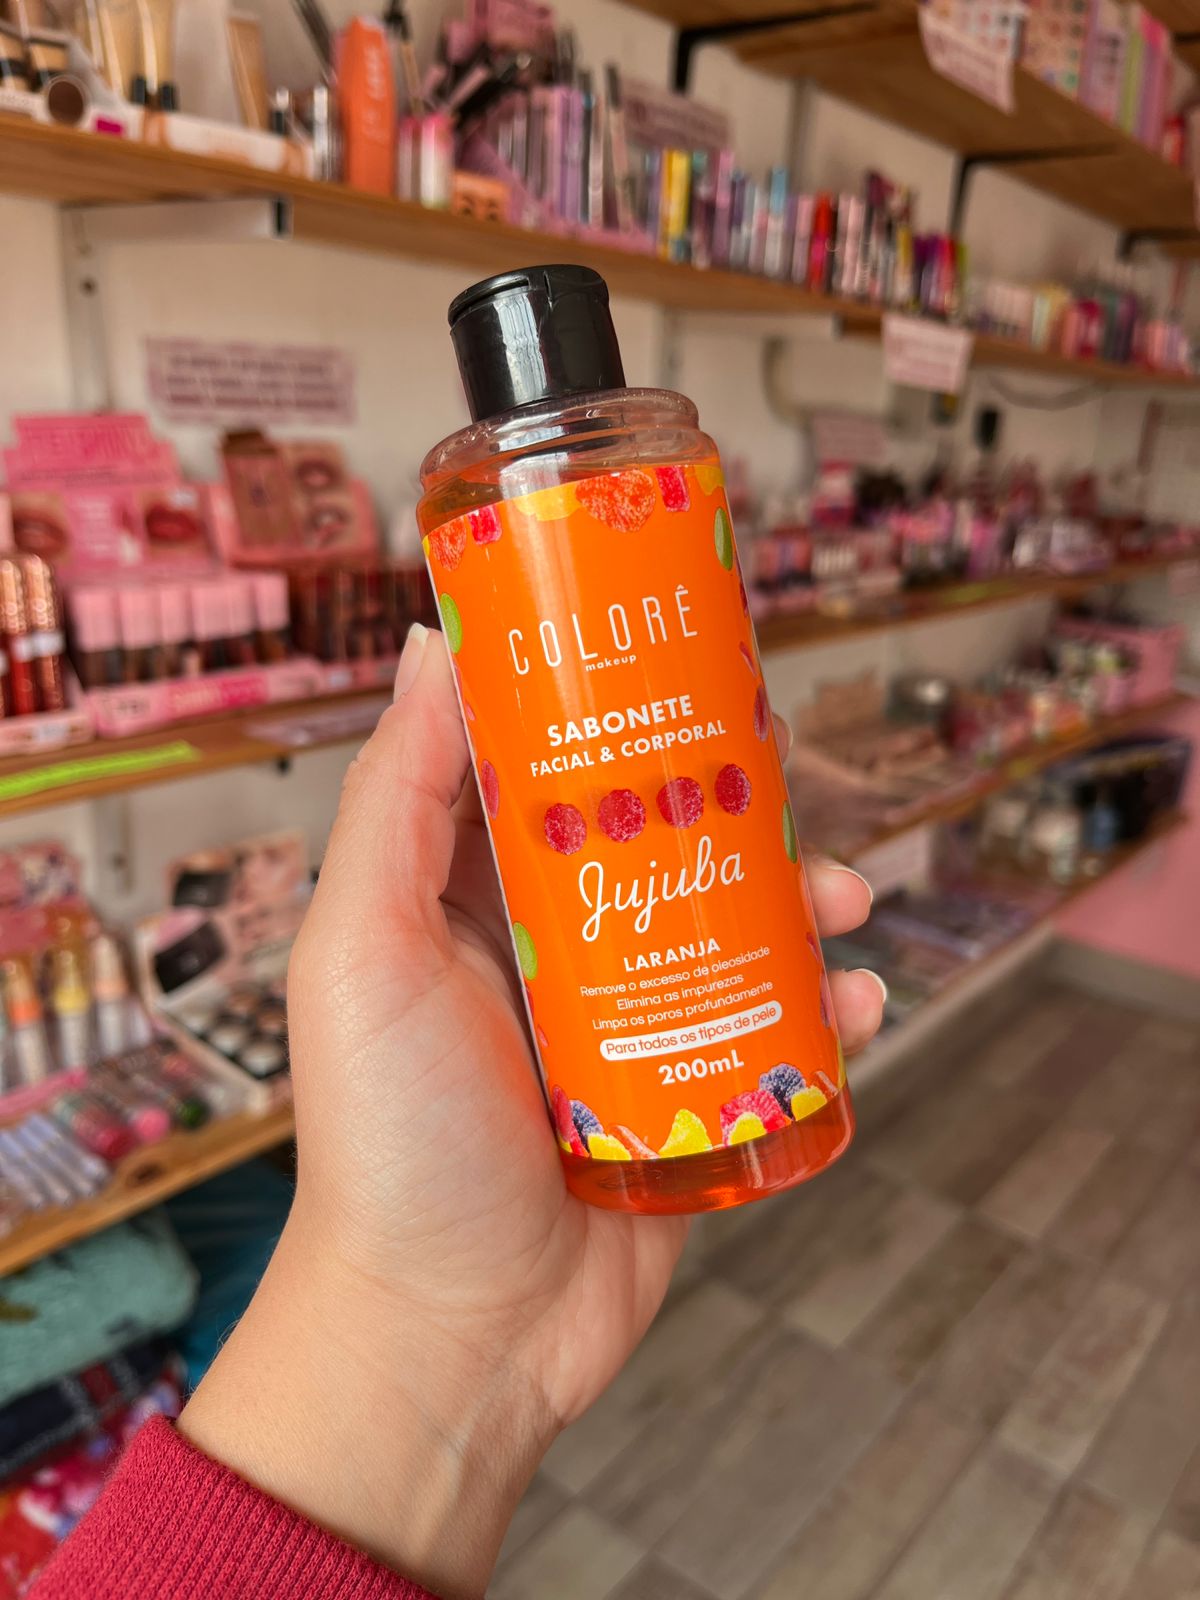 COLORÊ
makeup
SABONETE
FACIAL & CORPORAL
Jujuba
LARANJA
Remove o excesso de oleosidade
Elimina as impurezas
Limpa os poros profundamente
Para todos os tipos de pele
200mL